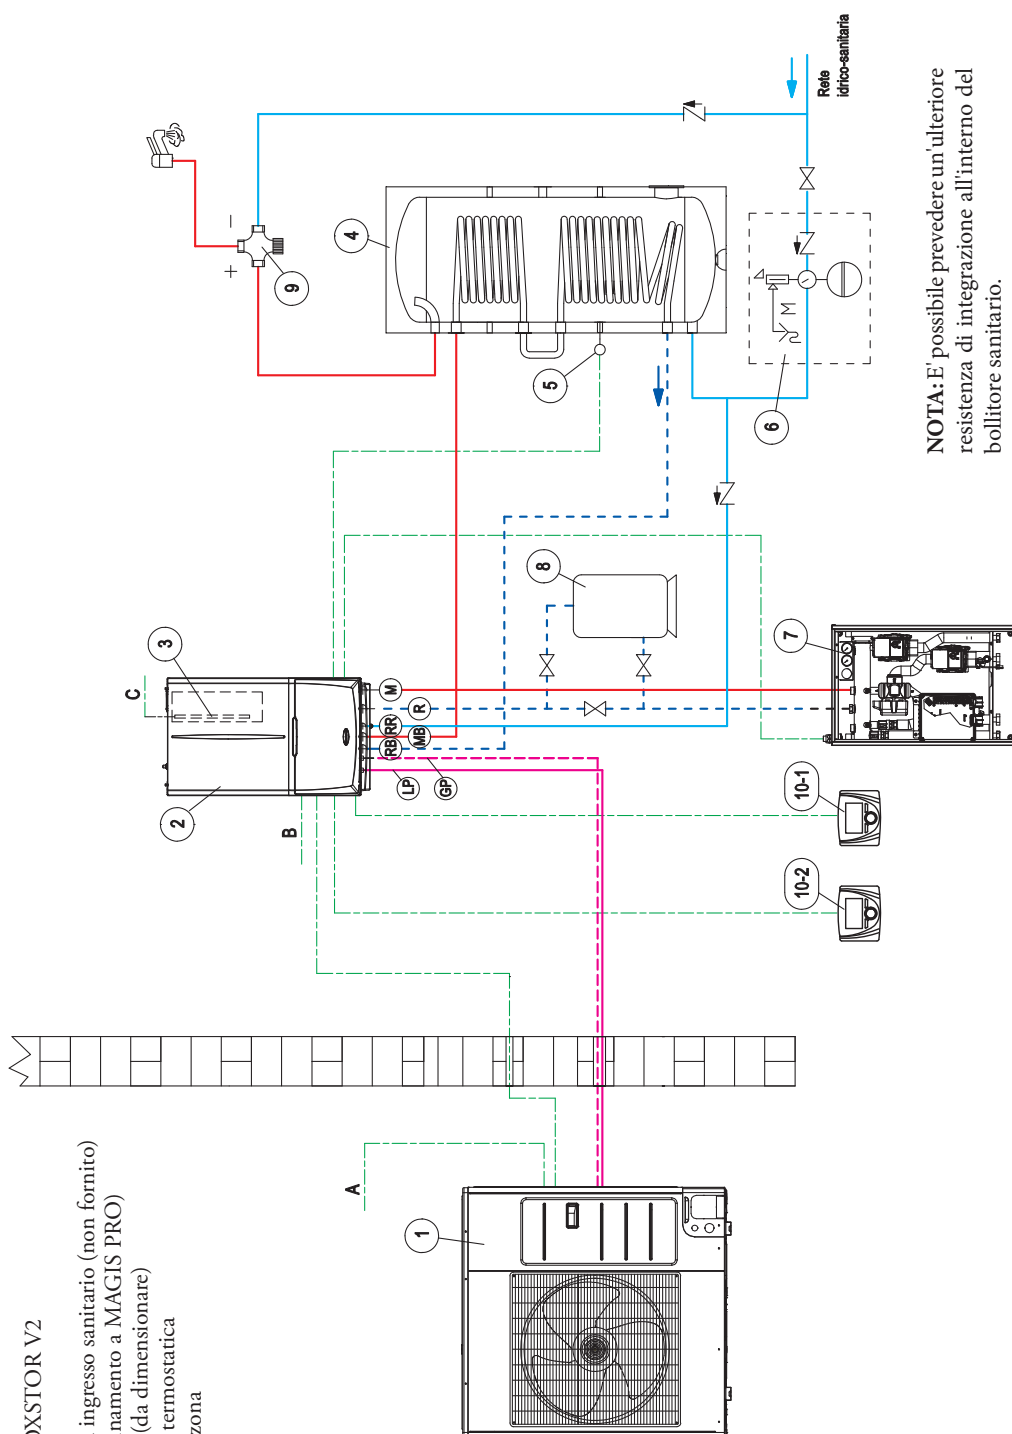 OXSTOR V2
ingresso sanitario (non fornito)
namento a MAGIS PRO)
(da dimensionare)
termostatica
zona
A
1
B
C
2
3
LP
GP
RB
MB
RR
R
M
10-2
10-1
7
8
5
4
9
+
−
6
M
Rete
idrico-sanitaria
NOTA: E' possibile prevedere un'ulteriore
resistenza di integrazione all'interno del
bollitore sanitario.